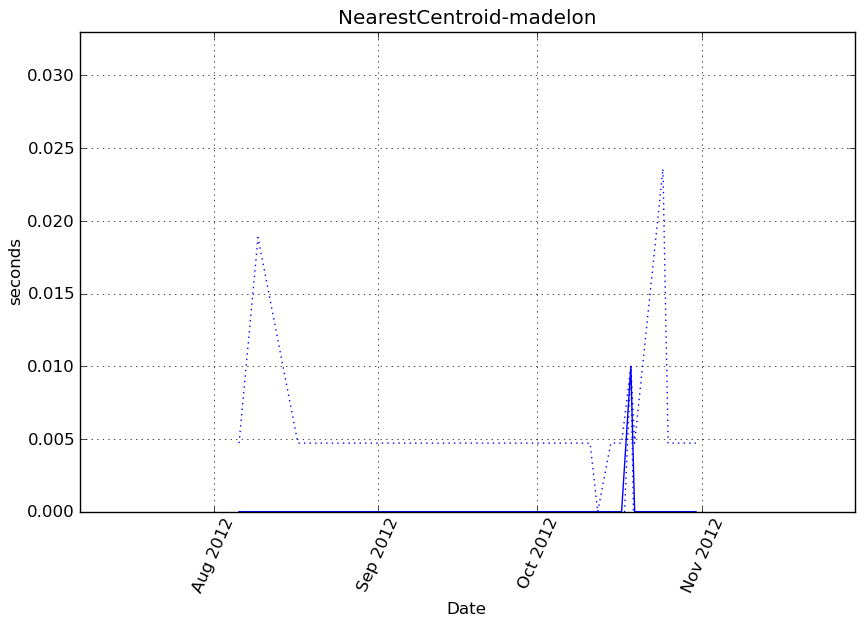 NearestCentroid-madelon
0.030
0.025
0.020
0.015
0.010
0.005
0.000
seconds
Aug 2012
Sep 2012
Oct 2012
Nov 2012
Date